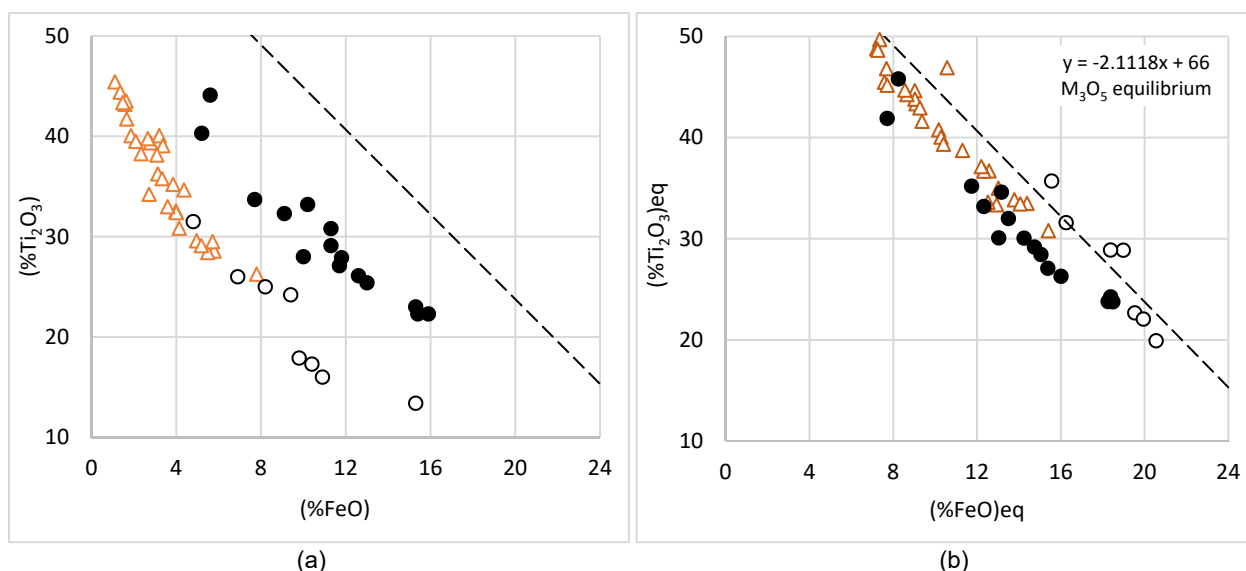 50
40
30
20
10
(%Ti₂O₃)
0 4 8 12 16 20 24
(%FeO)
(a)
50
40
30
20
10
(%Ti₂O₃)eq
y = -2.1118x + 66
M₃O₅ equilibrium
0 4 8 12 16 20 24
(%FeO)eq
(b)